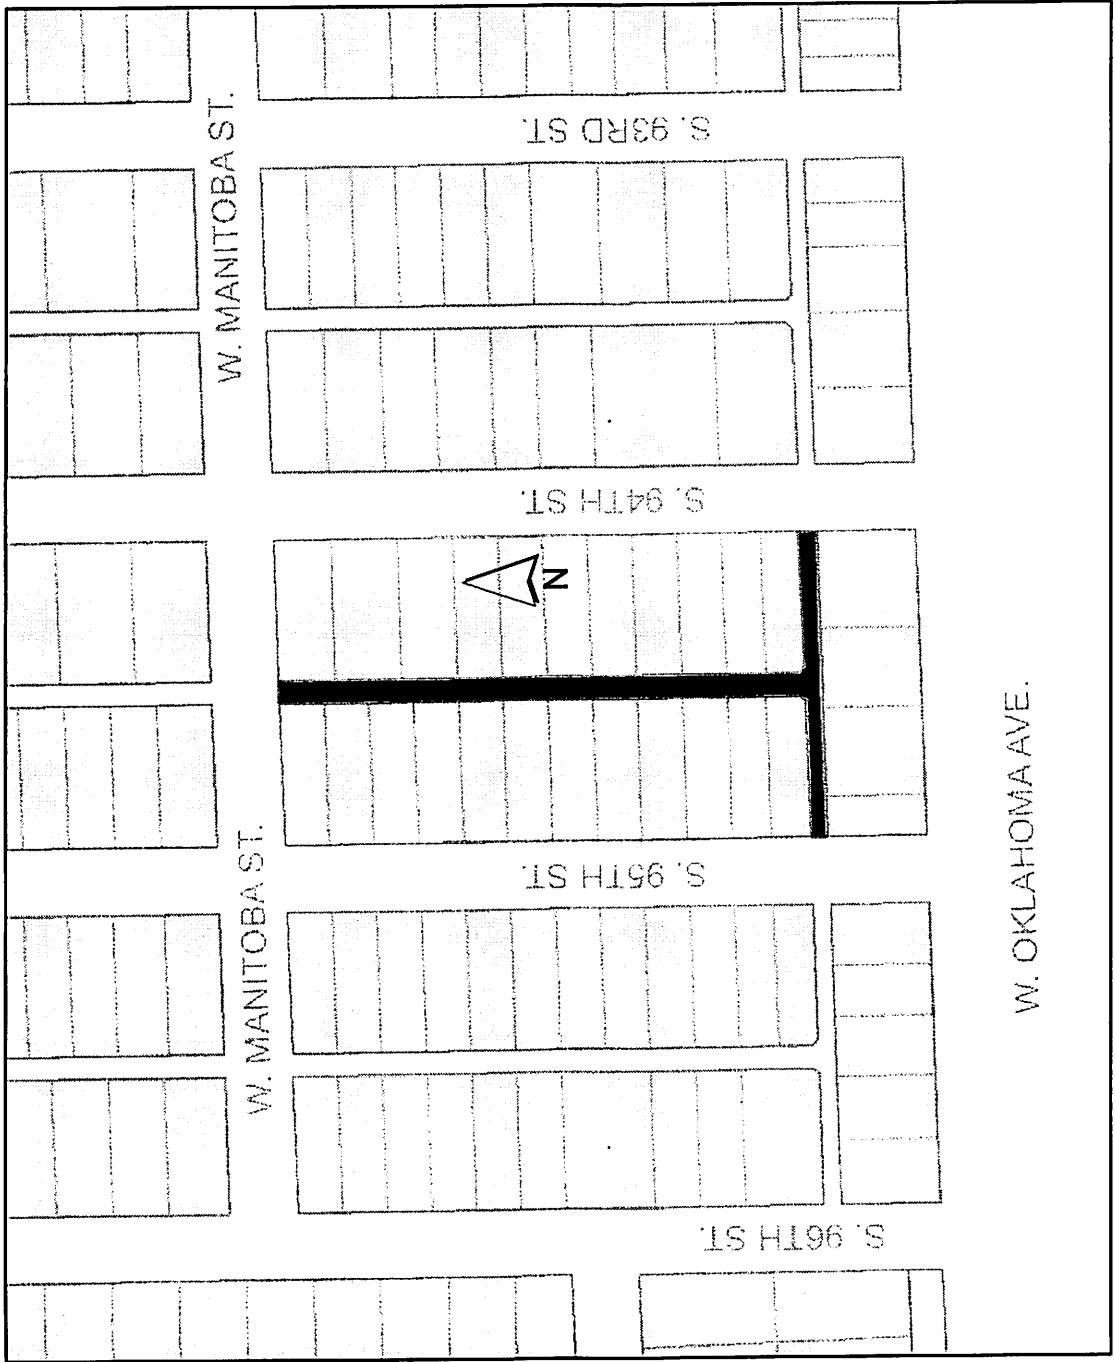 S. 93RD ST.
W. MANITOBA ST.
S. 94TH ST.
N
W. OKLAHOMA AVE.
S. 95TH ST.
W. MANITOBA ST.
S. 96TH ST.